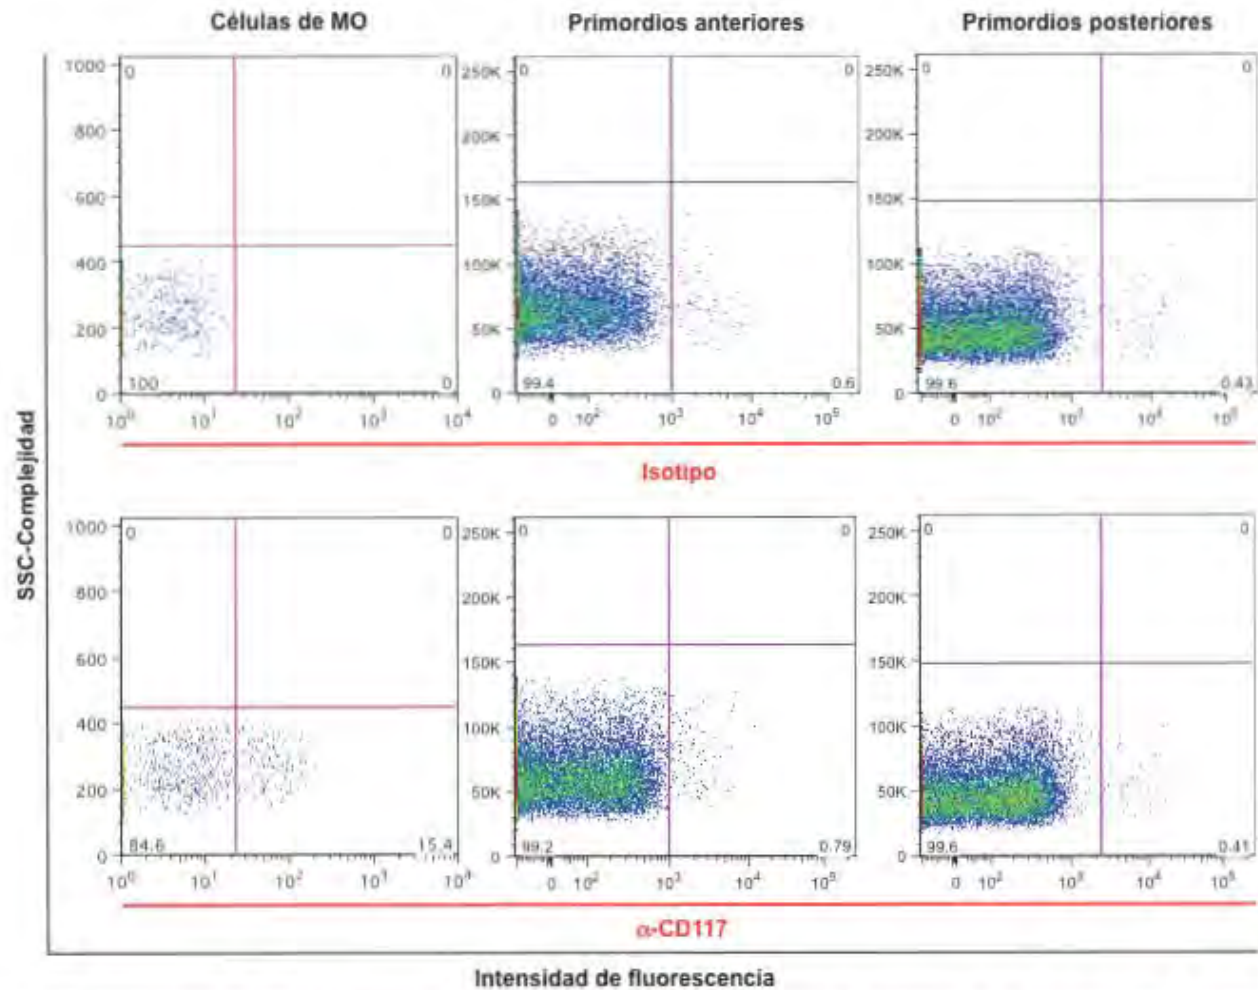 Células de MO Primordios anteriores Primordios posteriores
1000
800
600
400
200
0
0 0
100 0
10⁰ 10¹ 10² 10³ 10⁴
250K
200K
150K
100K
50K
0
0 0
99.4 0.6
0 10² 10³ 10⁴ 10⁵
250K
200K
150K
100K
50K
0
0 0
99.6 0.43
0 10² 10³ 10⁴ 10⁵
Isotipo
1000
800
600
400
200
0
0 0
84.6 15.4
10⁰ 10¹ 10² 10³ 10⁴
250K
200K
150K
100K
50K
0
0 0
99.2 0.79
0 10² 10³ 10⁴ 10⁵
250K
200K
150K
100K
50K
0
0 0
99.6 0.41
0 10² 10³ 10⁴ 10⁵
α-CD117
SSC-Complejidad
Intensidad de fluorescencia